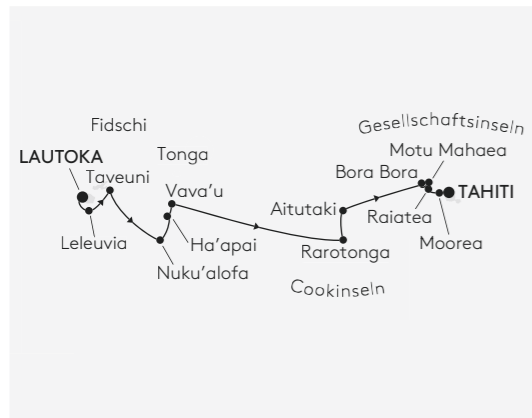 Fidschi
LAUTOKA
Taveuni
Leleuvia
Tonga
Vava'u
Ha'apai
Nuku'alofa
Aitutaki
Rarotonga
Cookinseln
Gesellschaftsinseln
Motu Mahaea
Bora Bora
TAHITI
Raiatea
Moorea